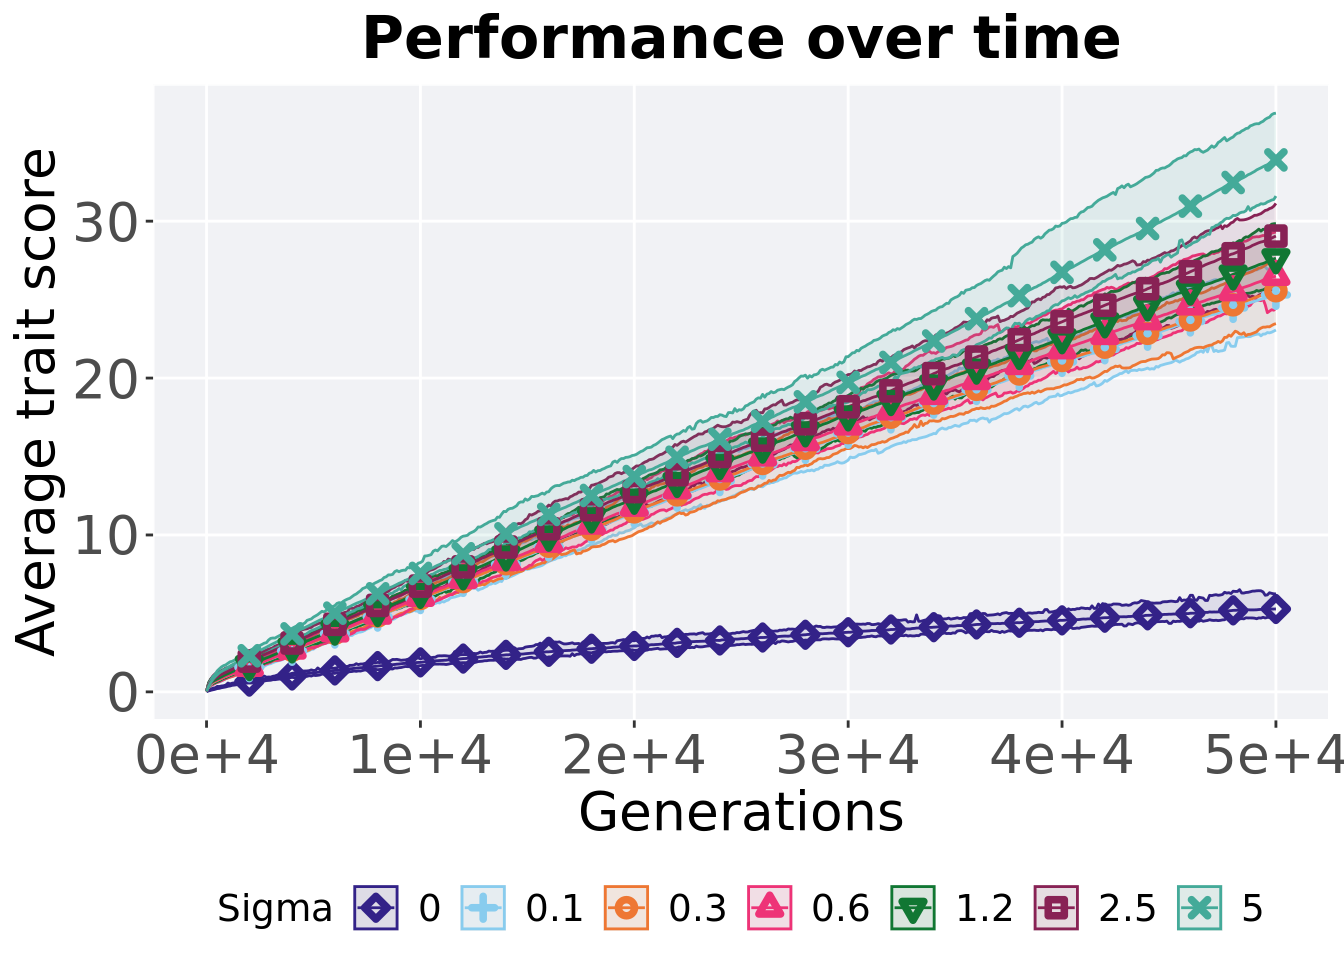 Performance over time
Average trait score
30
20
10
0
0e+4 1e+4 2e+4 3e+4 4e+4 5e+4
Generations
Sigma 0 0.1 0.3 0.6 1.2 2.5 5